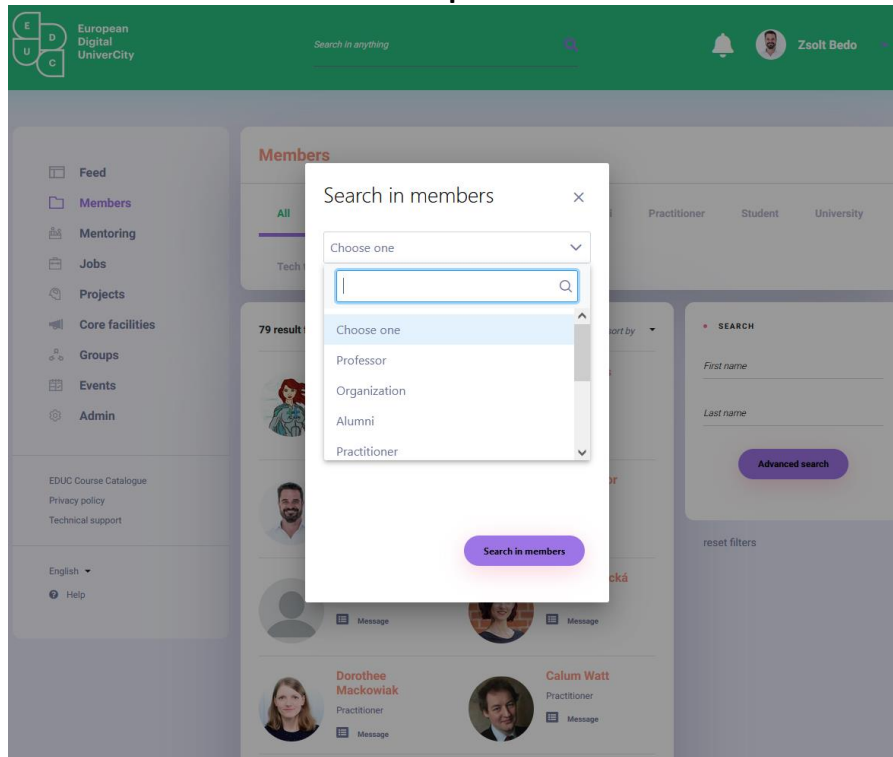 E
D
U
C
European
Digital
UniverCity
Search in anything
Zsolt Bedo
Feed
Members
Mentoring
Jobs
Projects
Core facilities
Groups
Events
Admin
EDUC Course Catalogue
Privacy policy
Technical support
English
Help
Members
All
Practitioner
Student
University
Tech
79 result
sort by
Search in members
Choose one
Choose one
Professor
Organization
Alumni
Practitioner
Search in members
or
cká
Message
Message
Dorothee
Mackowiak
Practitioner
Message
Calum Watt
Practitioner
Message
SEARCH
First name
Last name
Advanced search
reset filters